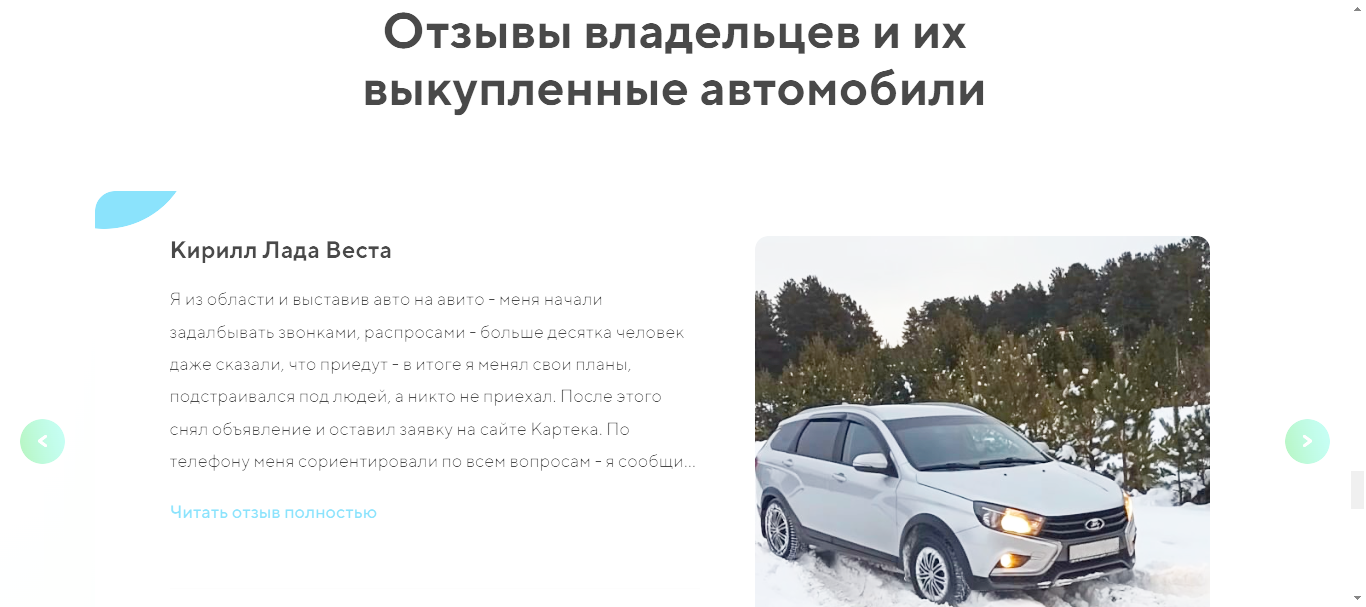 Отзывы владельцев и их
выкупленные автомобили
Кирилл Лада Веста
Я из области и выставив авто на авито - меня начали
задалбывать звонками, распросами - больше десятка человек
даже сказали, что приедут - в итоге я менял свои планы,
подстраивался под людей, а никто не приехал. После этого
снял объявление и оставил заявку на сайте Картека. По
телефону меня сориентировали по всем вопросам - я сообщи...
Читать отзыв полностью